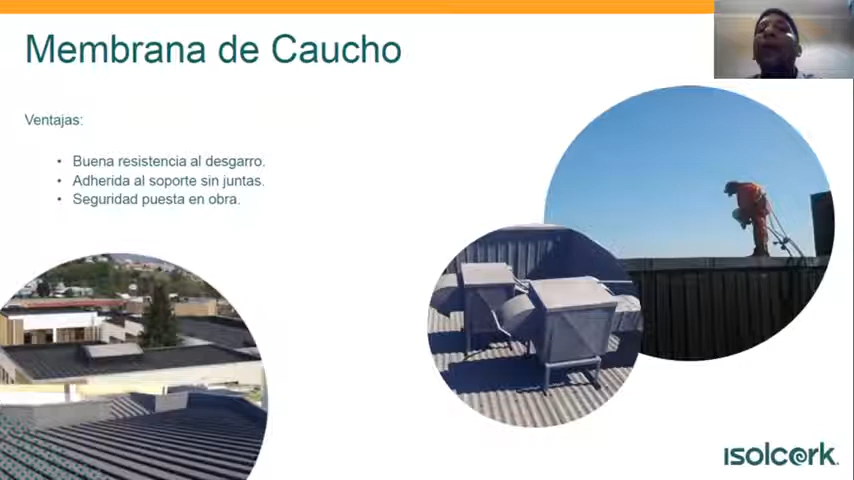 Membrana de Caucho
Ventajas:
• Buena resistencia al desgarro.
• Adherida al soporte sin juntas.
• Seguridad puesta en obra.
isolcork.